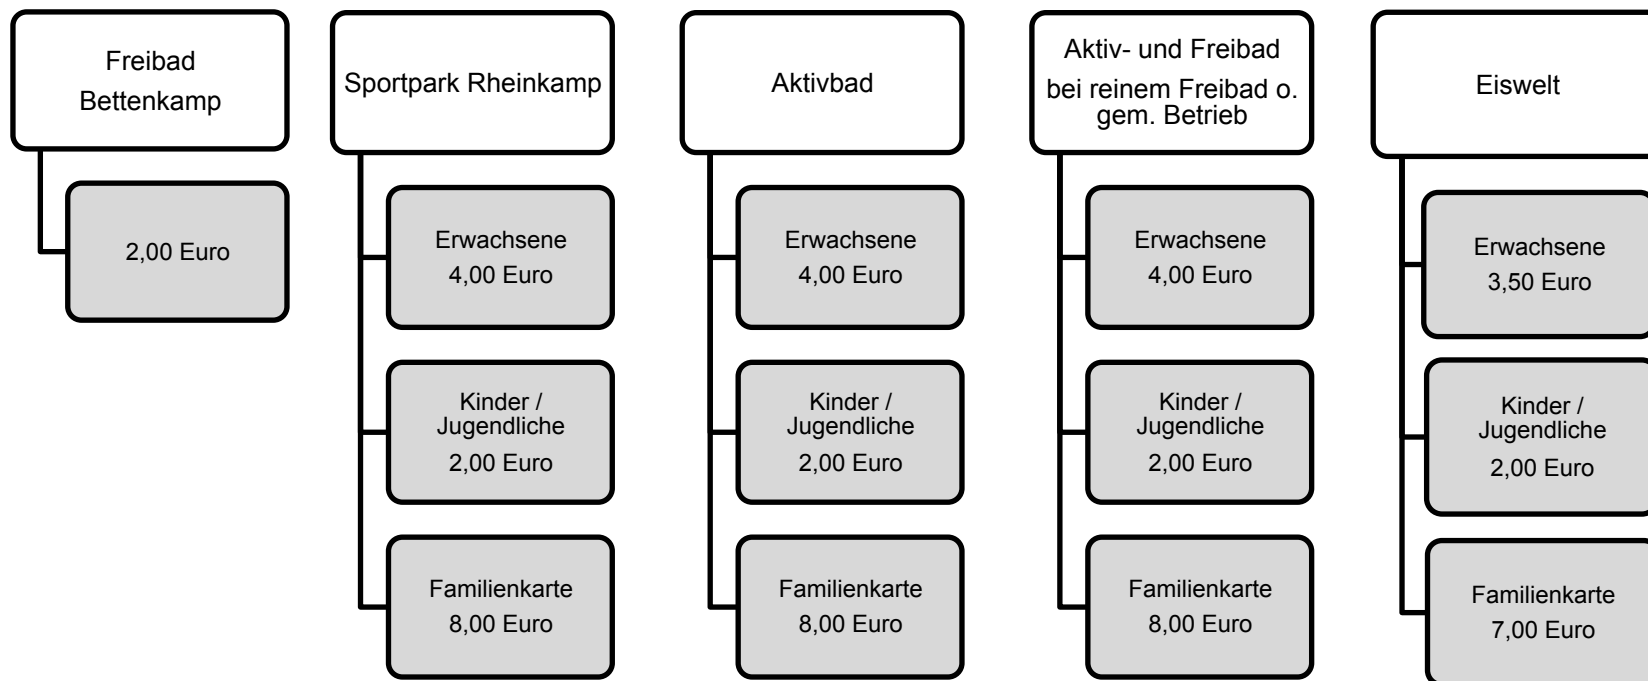 Freibad
Bettenkamp
2,00 Euro
Sportpark Rheinkamp
Erwachsene
4,00 Euro
Kinder /
Jugendliche
2,00 Euro
Familienkarte
8,00 Euro
Aktivbad
Erwachsene
4,00 Euro
Kinder /
Jugendliche
2,00 Euro
Familienkarte
8,00 Euro
Aktiv- und Freibad
bei reinem Freibad o.
gem. Betrieb
Erwachsene
4,00 Euro
Kinder /
Jugendliche
2,00 Euro
Familienkarte
8,00 Euro
Eiswelt
Erwachsene
3,50 Euro
Kinder /
Jugendliche
2,00 Euro
Familienkarte
7,00 Euro